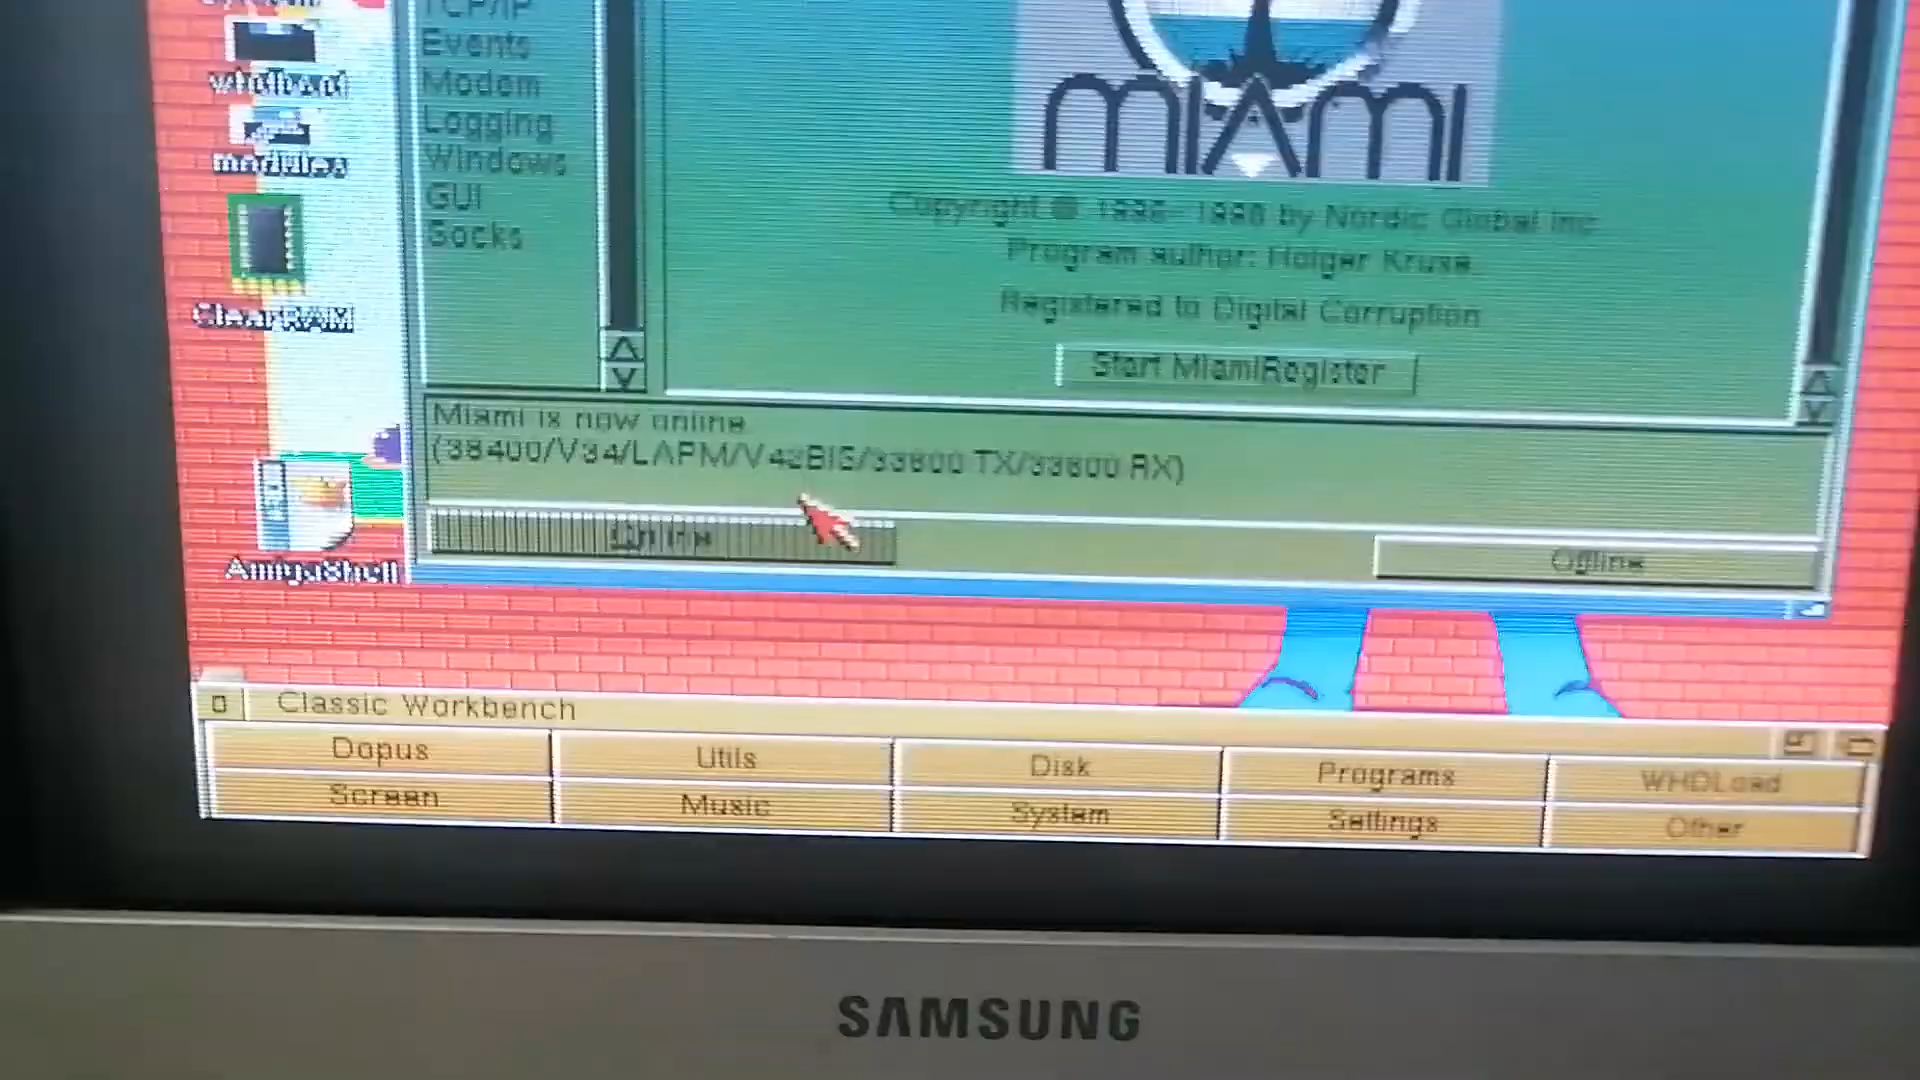 TCP/IP
Events
Modem
Logging
Windows
GUI
Socks
modules
ClearRAM
AmigaShell
MIAMI
Copyright © 1996-1998 by Nordic Global Inc.
Program author: Holger Kruse
Registered to Digital Corruption
Start MiamiRegister
Miami is now online
(38400/V34/LAPM/V42BIS/33600 TX/33600 RX)
Online
Offline
Classic Workbench
Dopus
Utils
Disk
Programs
WHDLoad
Screen
Music
System
Settings
Other
SAMSUNG